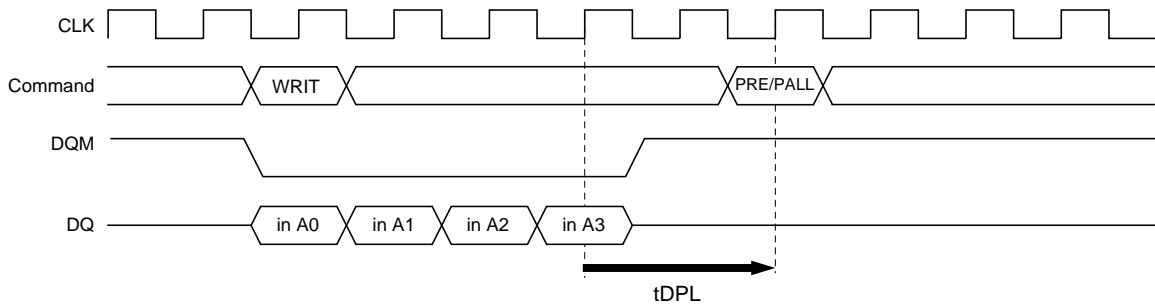 CLK
Command
WRIT
PRE/PALL
DQM
DQ
in A0
in A1
in A2
in A3
tDPL